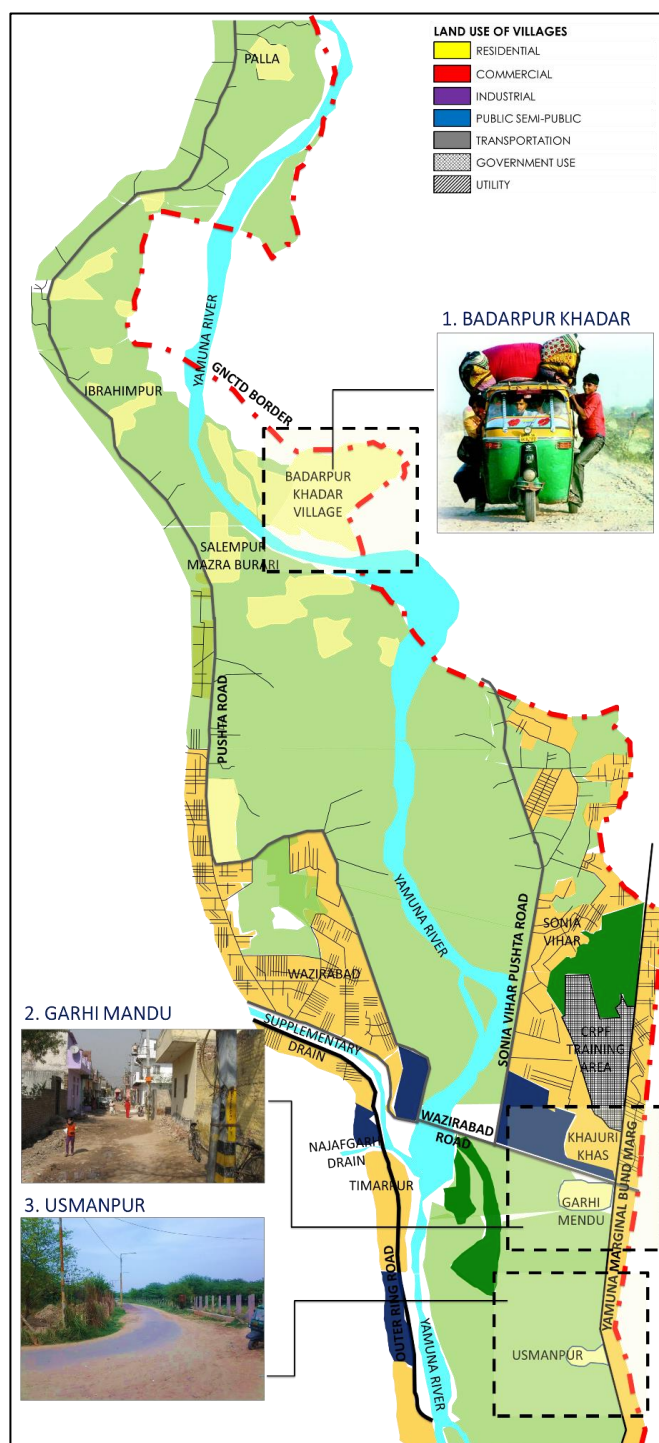 LAND USE OF VILLAGES
RESIDENTIAL
COMMERCIAL
INDUSTRIAL
PUBLIC SEMI-PUBLIC
TRANSPORTATION
GOVERNMENT USE
UTILITY
PALLA
YAMUNA RIVER
GNCTD BORDER
1. BADARPUR KHADAR
IBRAHIMPUR
BADARPUR
KHADAR
VILLAGE
SALEMPUR
MAZRA BURARI
PUSHTA ROAD
YAMUNA RIVER
SONIA VIHAR PUSHTA ROAD
SONIA
VIHAR
WAZIRABAD
CRPF
TRAINING
AREA
2. GARHI MANDU
SUPPLEMENTARY
DRAIN
WAZIRABAD
ROAD
KHAJURI
KHAS
NAJAFGARH
DRAIN
TIMARPUR
GARHI
MENDU
YAMUNA MARGINAL BUND MARG
3. USMANPUR
OUTER RING ROAD
YAMUNA RIVER
USMANPUR